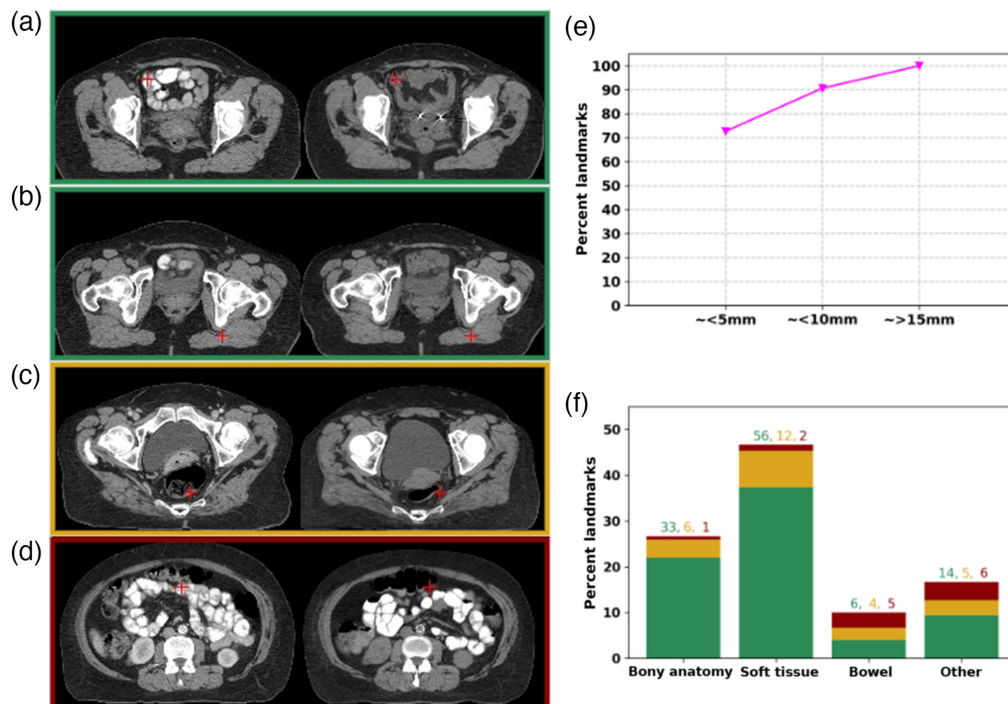 (a)
(b)
(c)
(d)
(e)
Percent landmarks
100
90
80
70
60
50
40
30
20
10
0
~<5mm ~<10mm ~>15mm
(f)
Percent landmarks
50
40
30
20
10
0
33, 6, 1
56, 12, 2
6, 4, 5
14, 5, 6
Bony anatomy Soft tissue Bowel Other